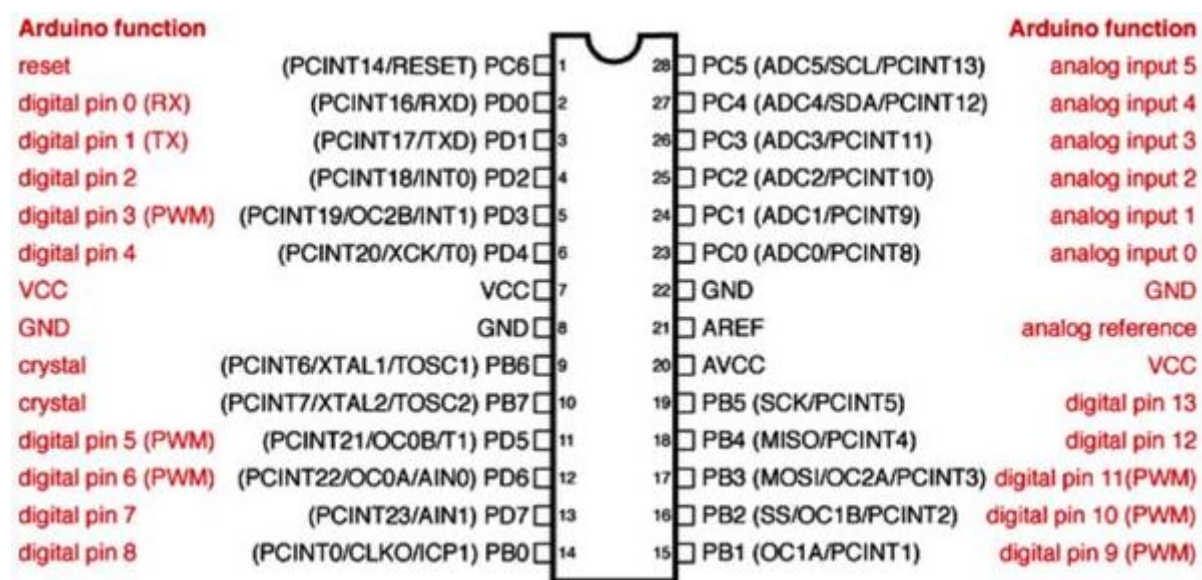 Arduino function Arduino function
reset (PCINT14/RESET) PC6 1 28 PC5 (ADC5/SCL/PCINT13) analog input 5
digital pin 0 (RX) (PCINT16/RXD) PD0 2 27 PC4 (ADC4/SDA/PCINT12) analog input 4
digital pin 1 (TX) (PCINT17/TXD) PD1 3 26 PC3 (ADC3/PCINT11) analog input 3
digital pin 2 (PCINT18/INT0) PD2 4 25 PC2 (ADC2/PCINT10) analog input 2
digital pin 3 (PWM) (PCINT19/OC2B/INT1) PD3 5 24 PC1 (ADC1/PCINT9) analog input 1
digital pin 4 (PCINT20/XCK/T0) PD4 6 23 PC0 (ADC0/PCINT8) analog input 0
VCC VCC 7 22 GND GND
GND GND 8 21 AREF analog reference
crystal (PCINT6/XTAL1/TOSC1) PB6 9 20 AVCC VCC
crystal (PCINT7/XTAL2/TOSC2) PB7 10 19 PB5 (SCK/PCINT5) digital pin 13
digital pin 5 (PWM) (PCINT21/OC0B/T1) PD5 11 18 PB4 (MISO/PCINT4) digital pin 12
digital pin 6 (PWM) (PCINT22/OC0A/AIN0) PD6 12 17 PB3 (MOSI/OC2A/PCINT3) digital pin 11(PWM)
digital pin 7 (PCINT23/AIN1) PD7 13 16 PB2 (SS/OC1B/PCINT2) digital pin 10 (PWM)
digital pin 8 (PCINT0/CLKO/ICP1) PB0 14 15 PB1 (OC1A/PCINT1) digital pin 9 (PWM)